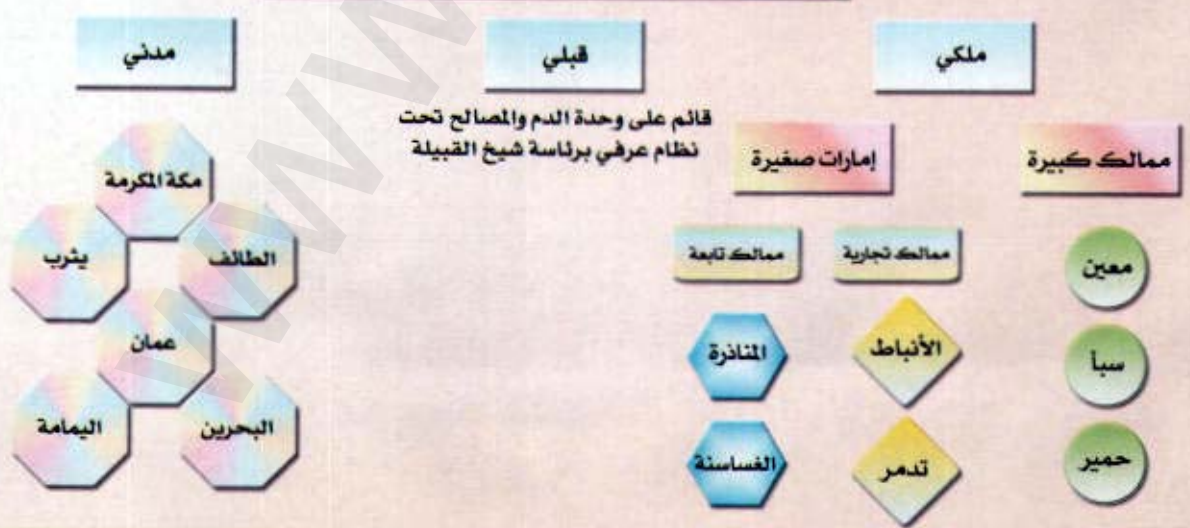 ملكي
قبلي
مدني
قائم على وحدة الدم والمصالح تحت
نظام عرفي برئاسة شيخ القبيلة
ممالك كبيرة
إمارات صغيرة
ممالك تجارية
ممالك تابعة
معين
سبأ
حمير
الأنباط
تدمر
المناذرة
الغساسنة
مكة المكرمة
الطائف
يثرب
عمان
البحرين
اليمامة